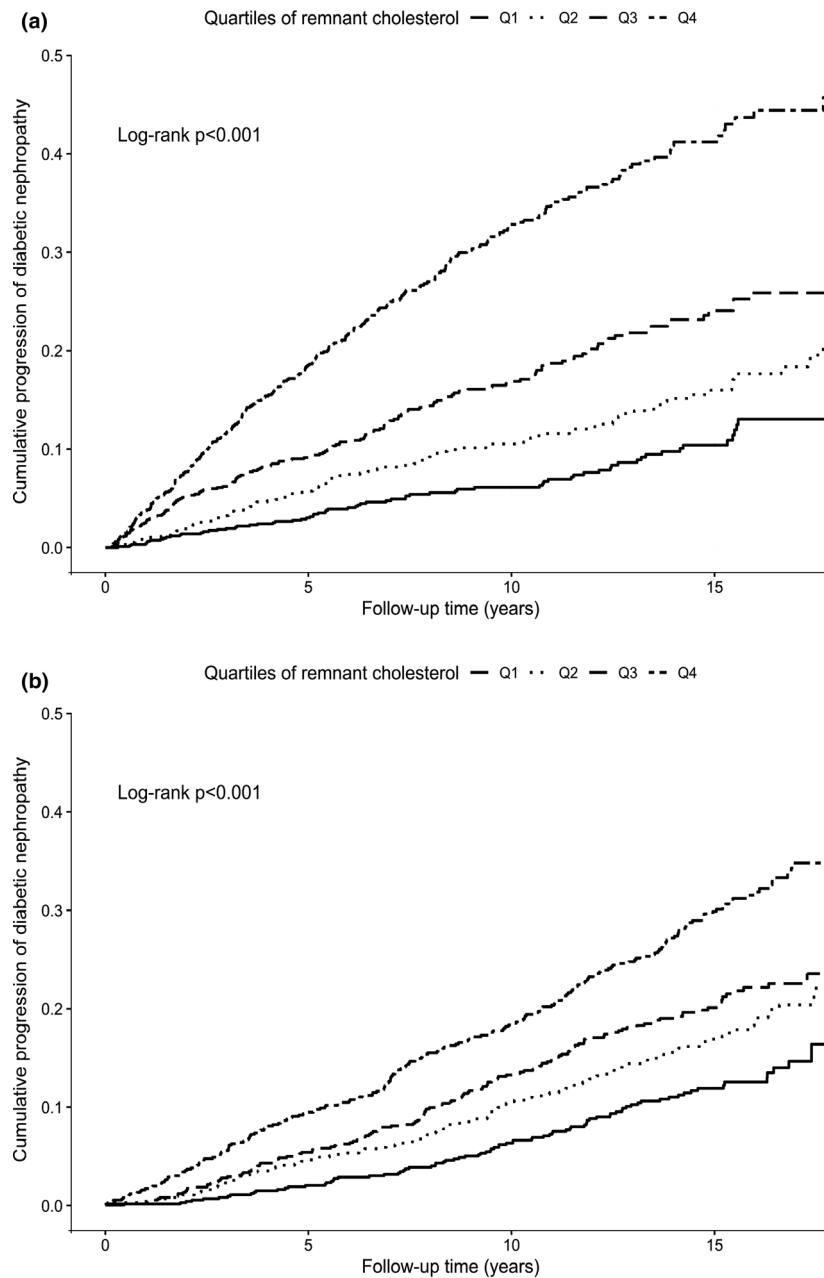 (a)
Quartiles of remnant cholesterol Q1 Q2 Q3 Q4
0.5
Log-rank p<0.001
0.4
0.3
0.2
0.1
0.0
Cumulative progression of diabetic nephropathy
0 5 10 15
Follow-up time (years)
(b)
Quartiles of remnant cholesterol Q1 Q2 Q3 Q4
0.5
Log-rank p<0.001
0.4
0.3
0.2
0.1
0.0
Cumulative progression of diabetic nephropathy
0 5 10 15
Follow-up time (years)